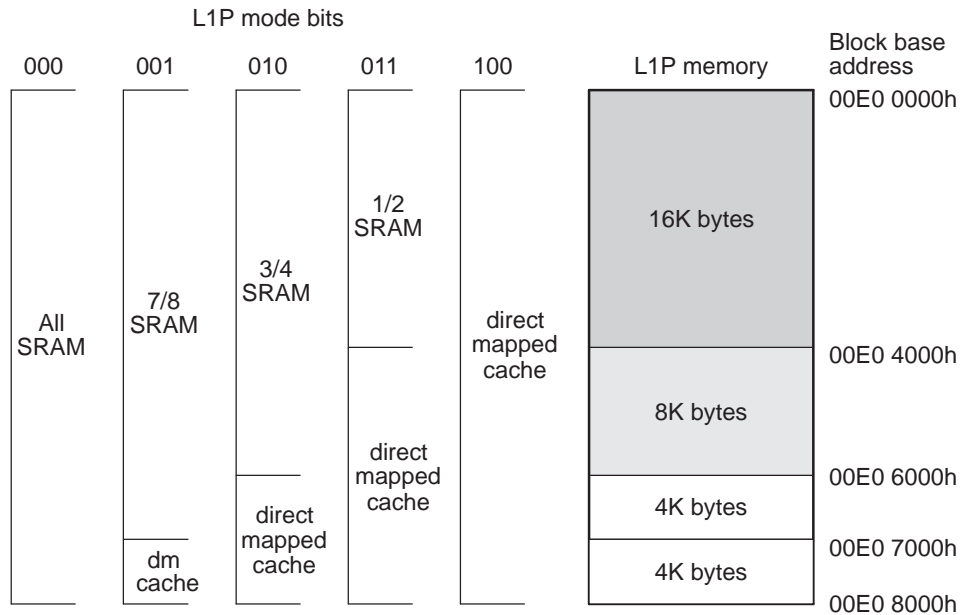 L1P mode bits
000 001 010 011 100 L1P memory
Block base
address
00E0 0000h
1/2
SRAM
16K bytes
3/4
SRAM
7/8
SRAM
All
SRAM
direct
mapped
cache
00E0 4000h
8K bytes
direct
mapped
cache
00E0 6000h
4K bytes
direct
mapped
cache
00E0 7000h
dm
cache
4K bytes
00E0 8000h